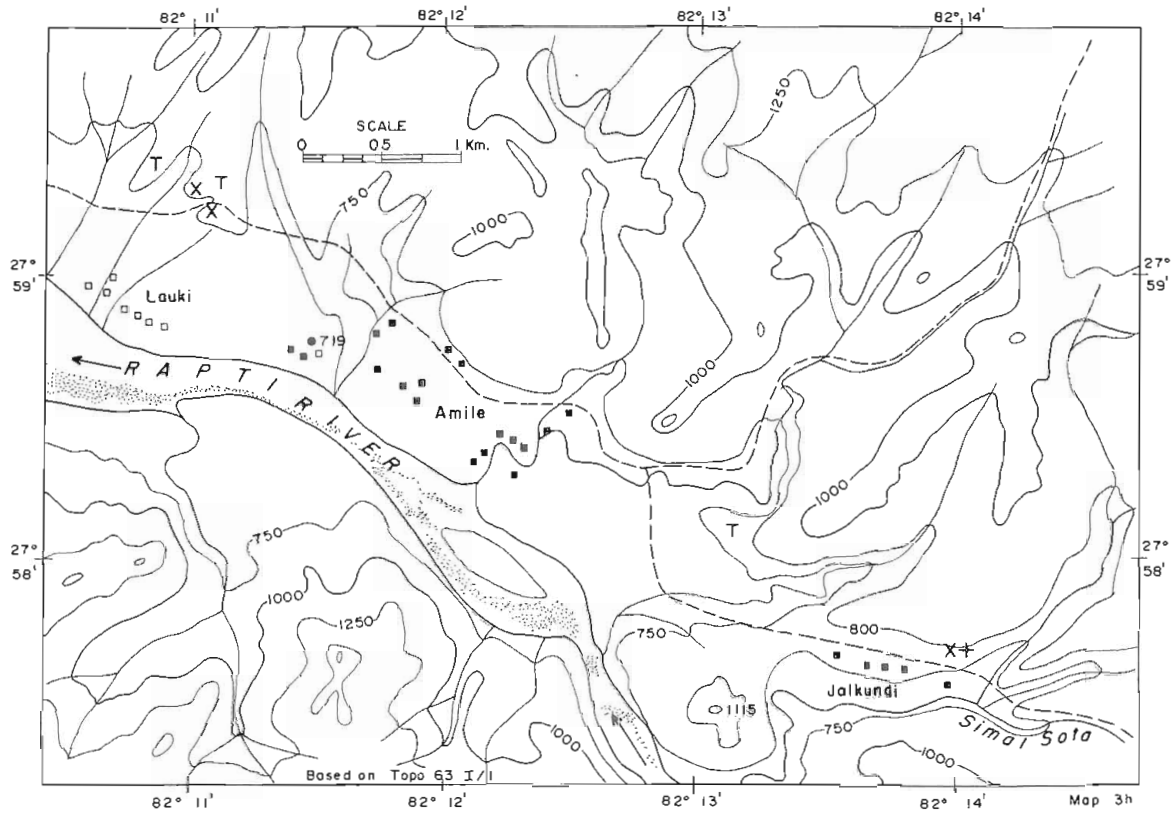 82° 11' 82° 12' 82° 13' 82° 14'
1250
SCALE
0 0.5 1 Km.
T T
X
X
750
1000
27° 59' 27° 59'
Lauki
719
RAPTI RIVER
1000
Amile
1000
T
27° 58' 27° 58'
750
1000
1250
750
800
X+
Jalkundi
1115
750
Simal Sota
1000
1000
Based on Topo 63 I/1
82° 11' 82° 12' 82° 13' 82° 14'
Map 3h